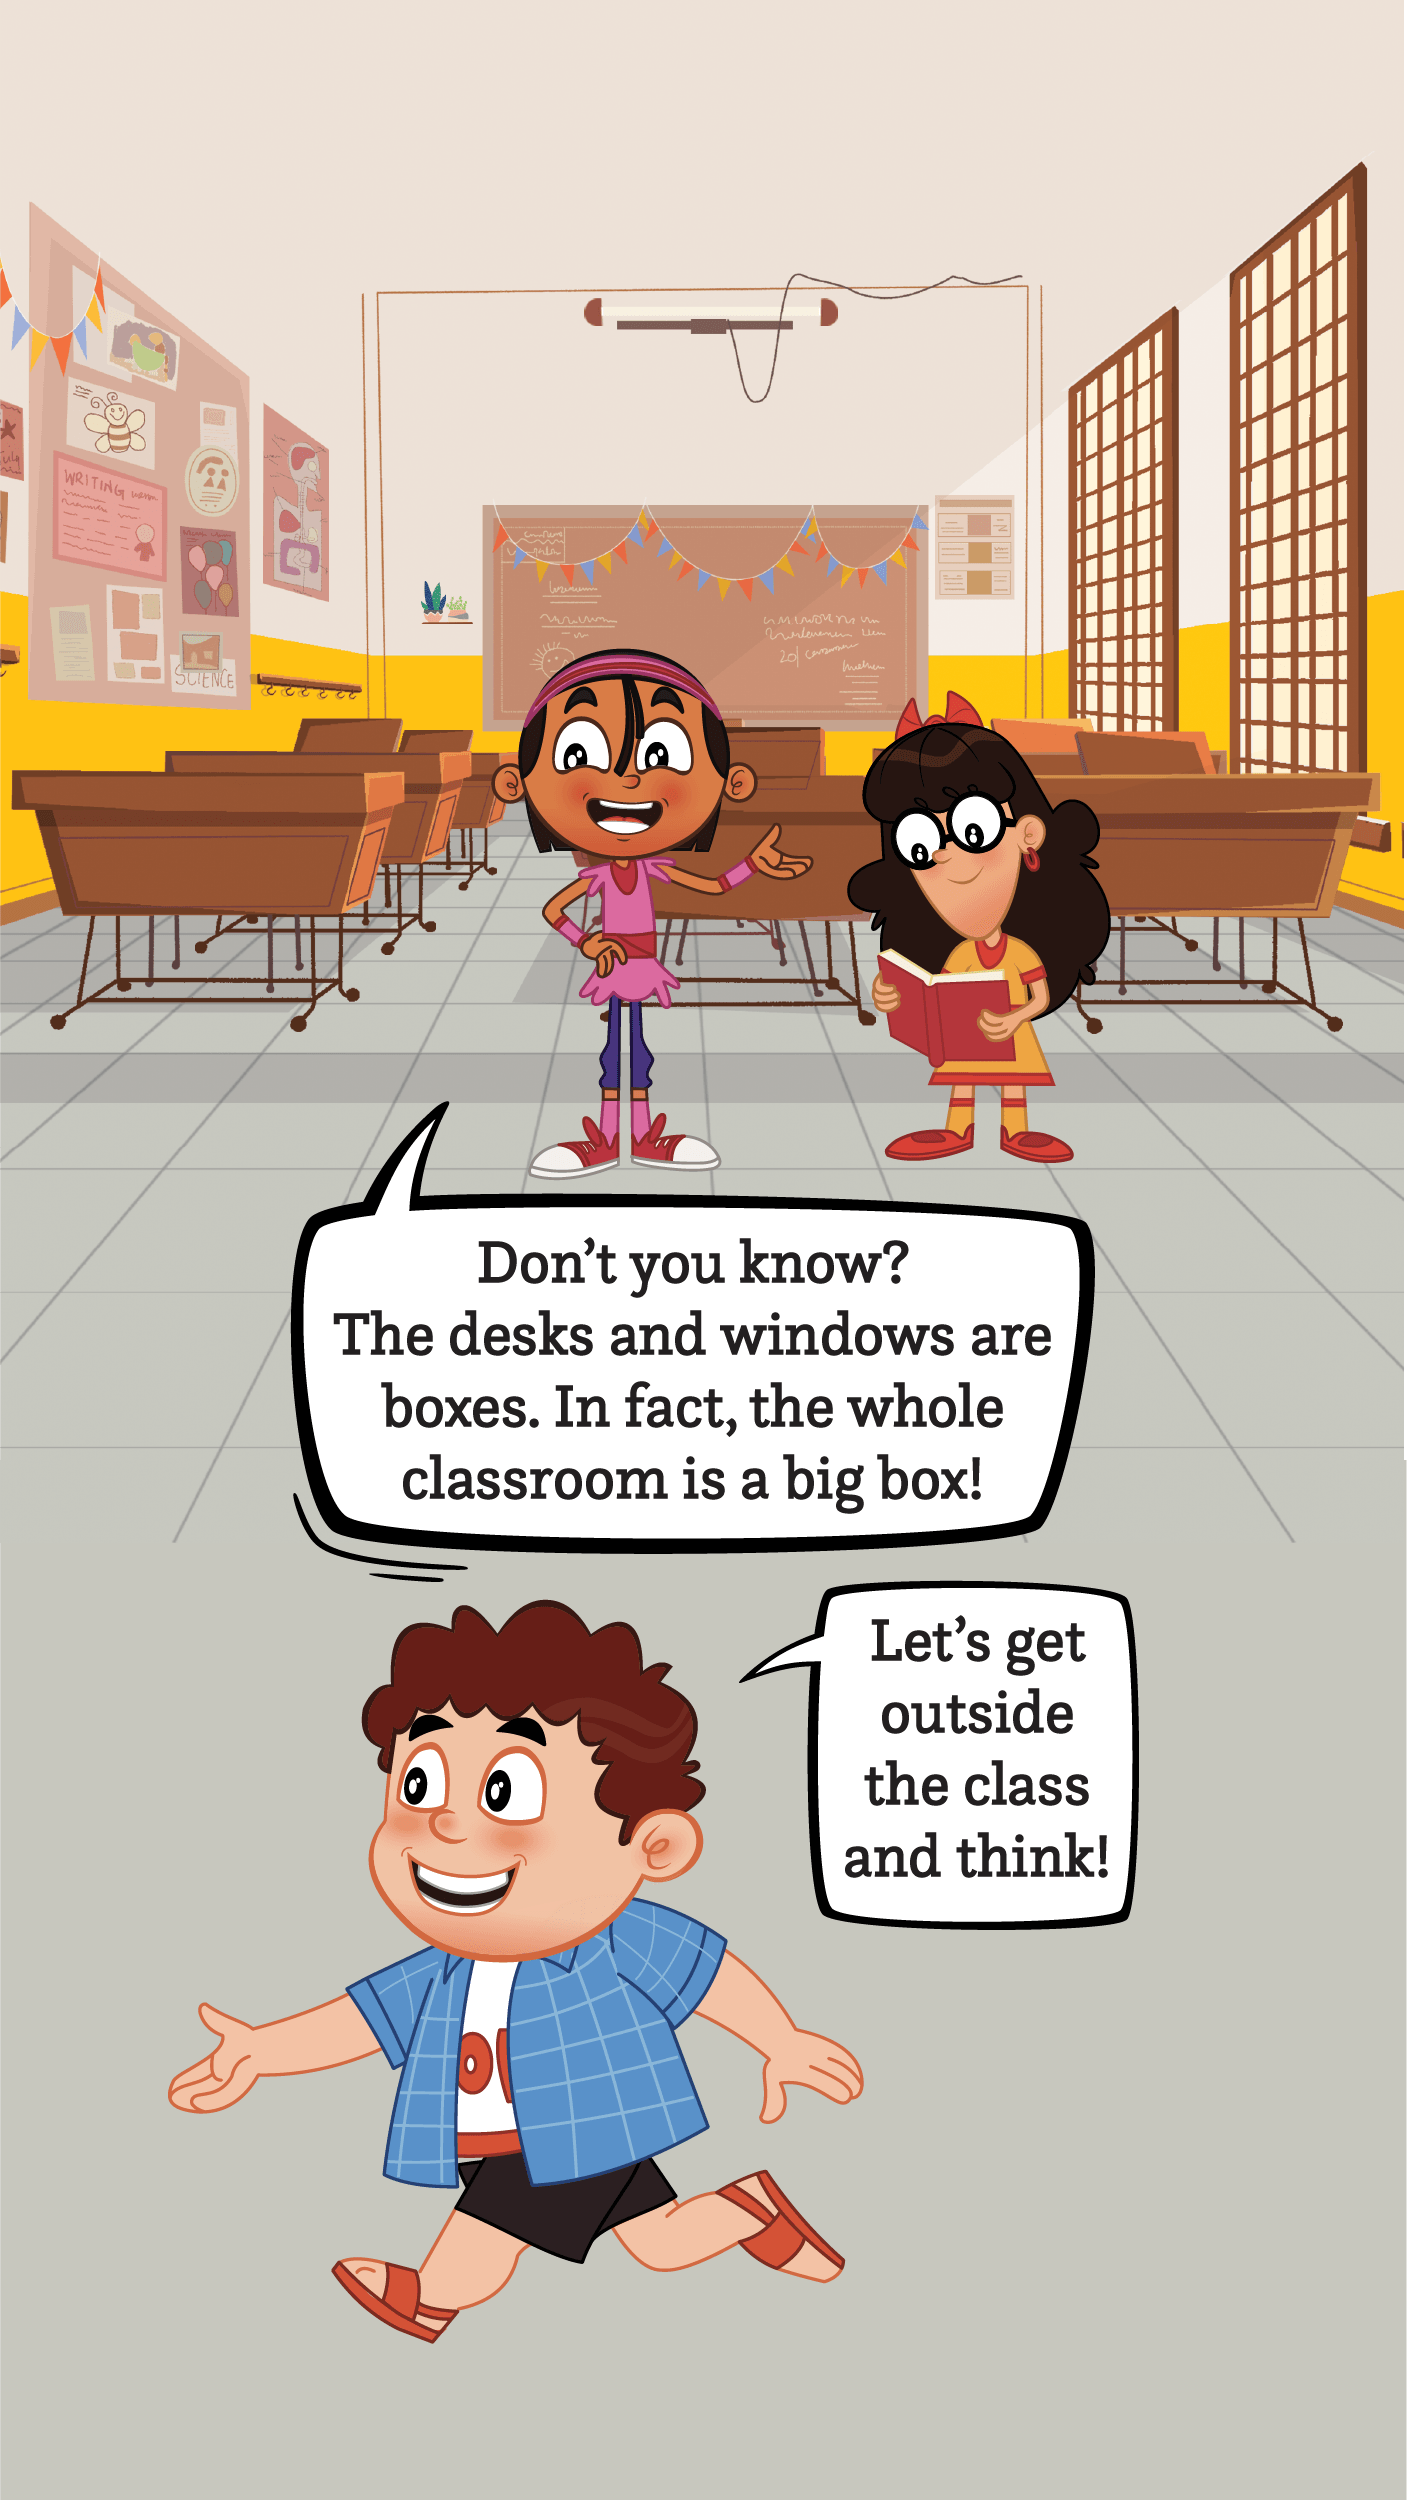 WRITING
SCIENCE
Don’t you know?
The desks and windows are
boxes. In fact, the whole
classroom is a big box!
Let’s get
outside
the class
and think!